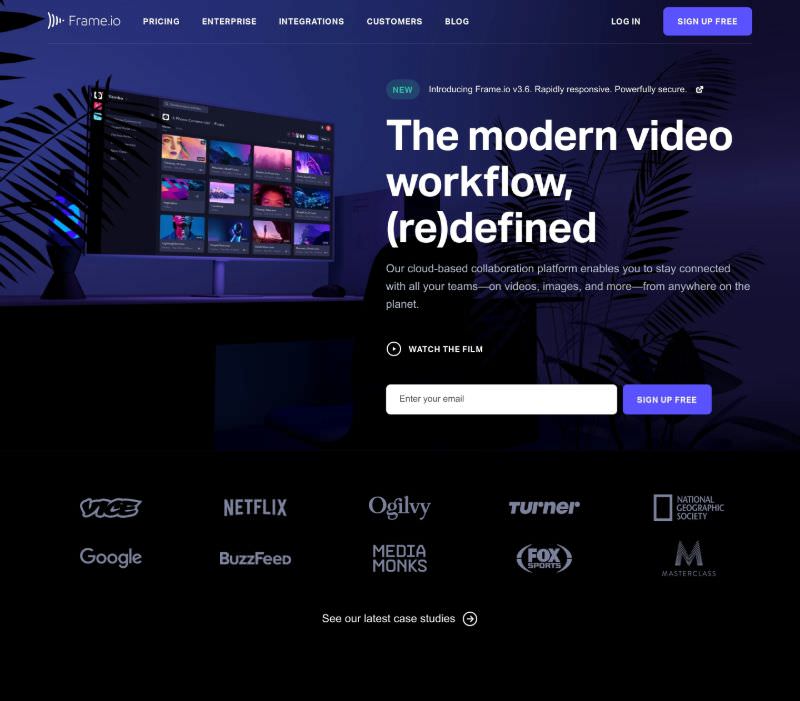 Frame.io
PRICING
ENTERPRISE
INTEGRATIONS
CUSTOMERS
BLOG
LOG IN
SIGN UP FREE
NEW
Introducing Frame.io v3.6. Rapidly responsive. Powerfully secure.
The modern video
workflow,
(re)defined
Our cloud-based collaboration platform enables you to stay connected
with all your teams—on videos, images, and more—from anywhere on the
planet.
WATCH THE FILM
Enter your email
SIGN UP FREE
VICE
NETFLIX
Ogilvy
Turner
NATIONAL
GEOGRAPHIC
SOCIETY
Google
BuzzFeed
MEDIA
MONKS
FOX
SPORTS
M
MASTERCLASS
See our latest case studies